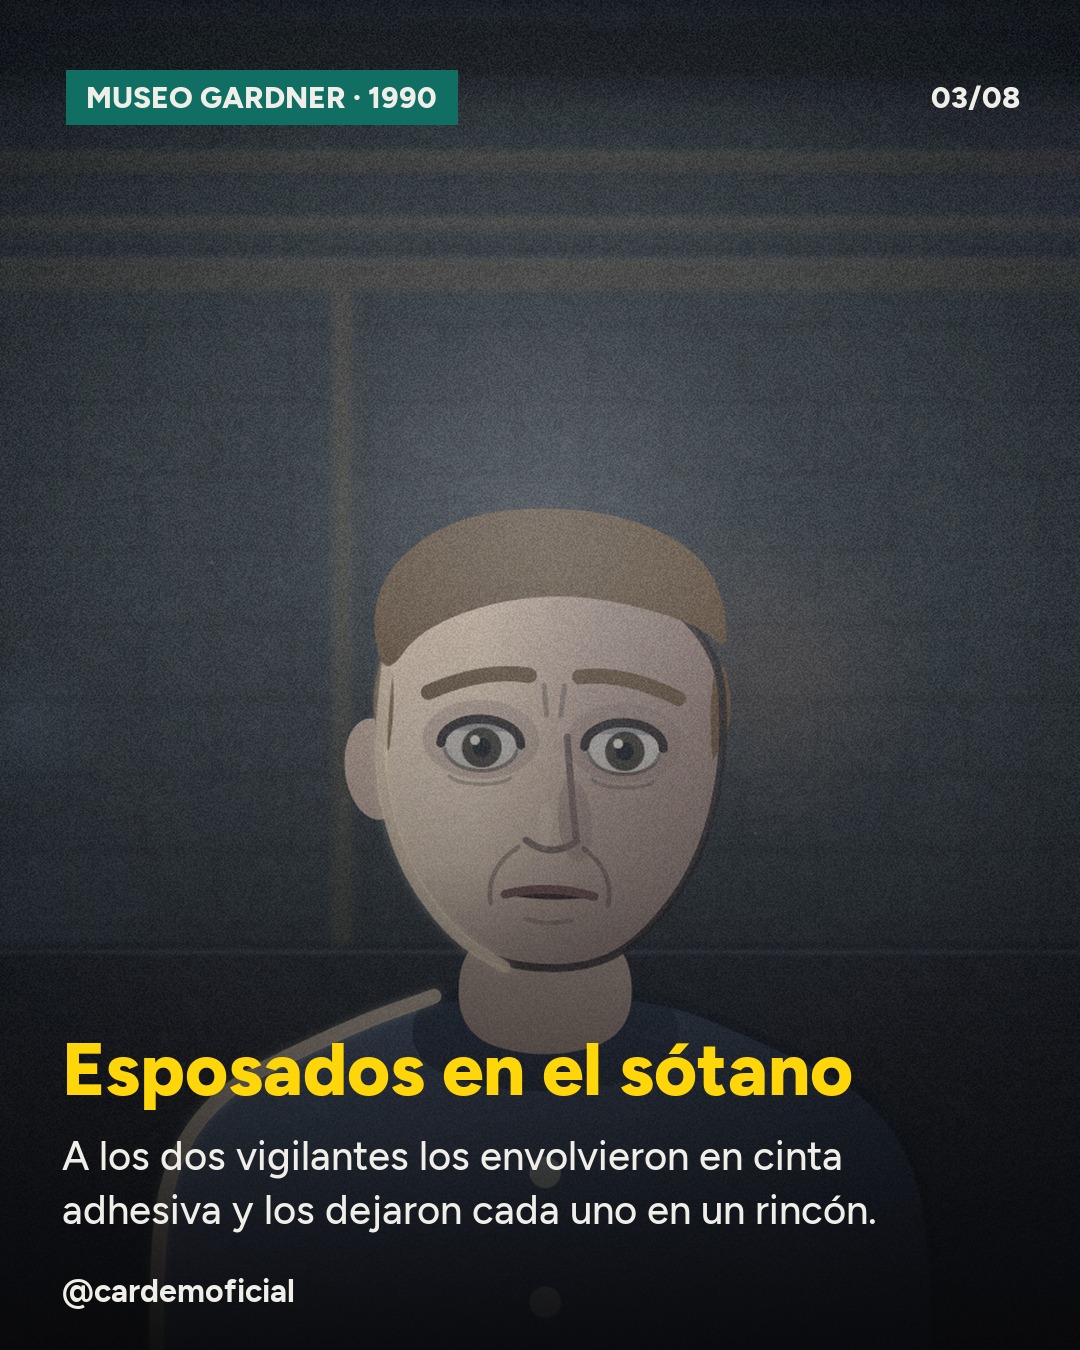 MUSEO GARDNER · 1990
03/08
Esposados en el sótano
A los dos vigilantes los envolvieron en cinta
adhesiva y los dejaron cada uno en un rincón.
@cardemoficial